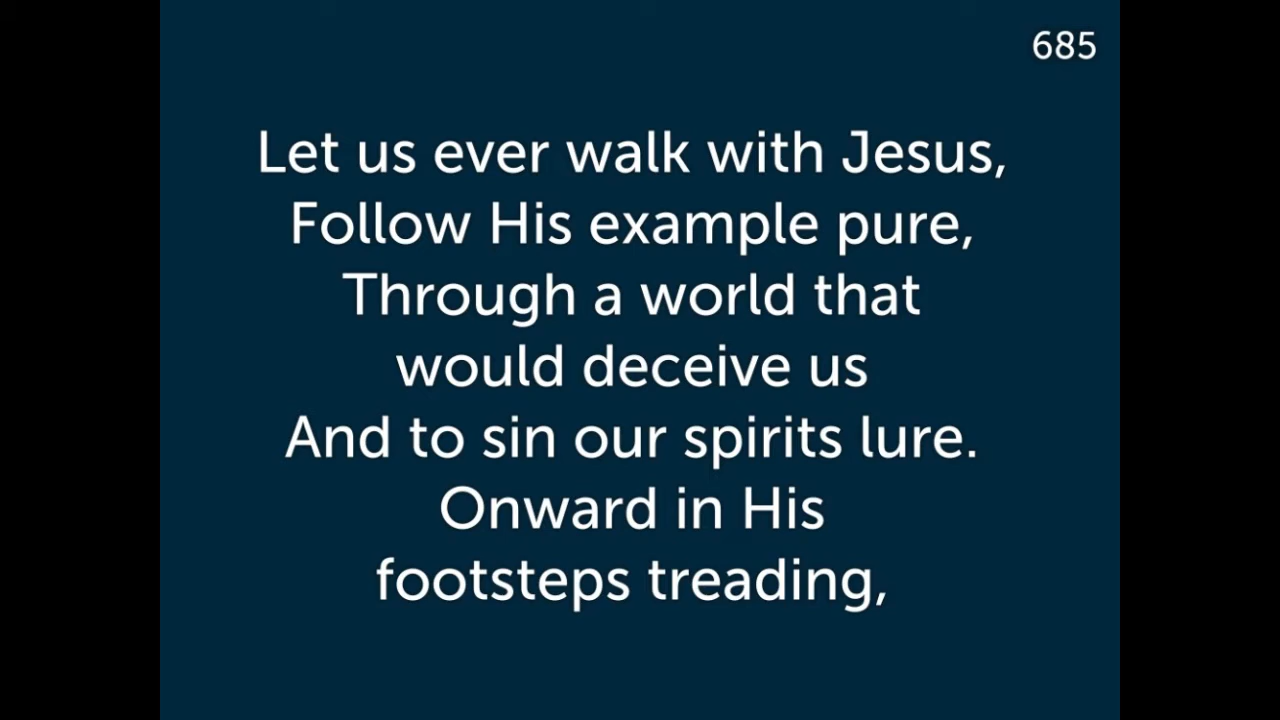 685
Let us ever walk with Jesus,
Follow His example pure,
Through a world that
would deceive us
And to sin our spirits lure.
Onward in His
footsteps treading,